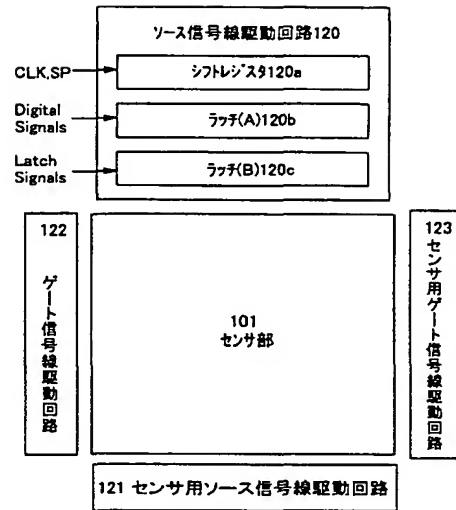 ソース信号線駆動回路120
CLK,SP
シフトレジスタ120a
Digital
Signals
ラッチ(A)120b
Latch
Signals
ラッチ(B)120c
122
ゲート信号線駆動回路
101
センサ部
123
センサ用ゲート信号線駆動回路
121 センサ用ソース信号線駆動回路